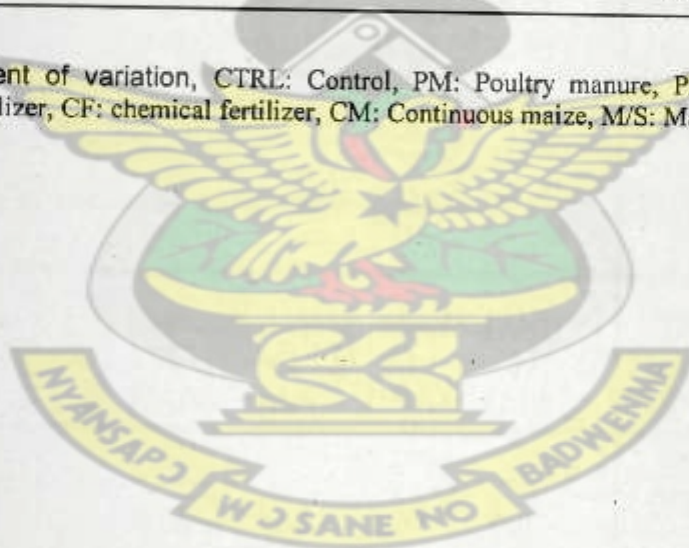 ent of variation, CTRL: Control, PM: Poultry manure, P
lizer, CF: chemical fertilizer, CM: Continuous maize, M/S: M
NYANSAPƆ WƆSANE NO BADWENMA